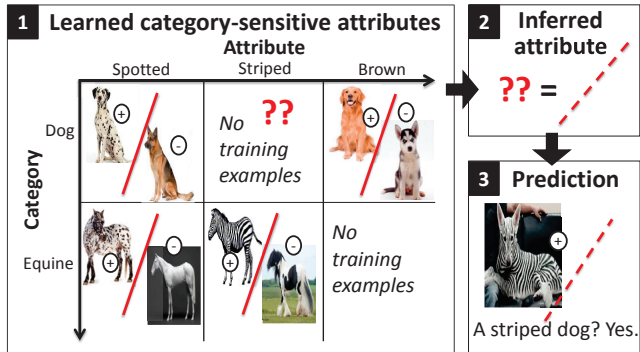 1 Learned category-sensitive attributes
Attribute
Spotted Striped Brown
Category
Dog
+
-
??
No
training
examples
+
-
Equine
+
-
+
-
No
training
examples
2 Inferred
attribute
?? =
3 Prediction
+
A striped dog? Yes.